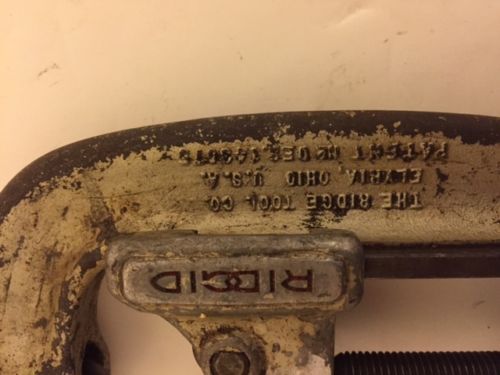 RIDGID
THE RIDGE TOOL CO.
ELYRIA, OHIO U.S.A.
PATENT No DES.